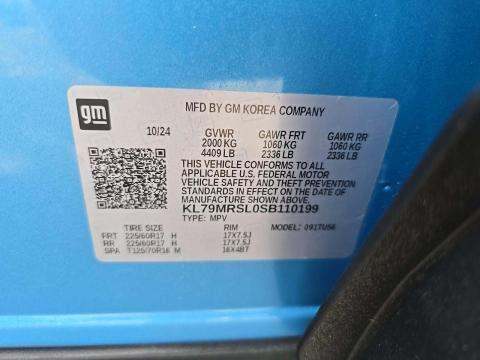 gm
MFD BY GM KOREA COMPANY
10/24 GVWR GAWR FRT GAWR RR
2000 KG 1060 KG 1060 KG
4409 LB 2336 LB 2336 LB
THIS VEHICLE CONFORMS TO ALL
APPLICABLE U.S. FEDERAL MOTOR
VEHICLE SAFETY AND THEFT PREVENTION
STANDARDS IN EFFECT ON THE DATE OF
MANUFACTURE SHOWN ABOVE.
KL79MRSL0SB110199
TYPE: MPV
TIRE SIZE RIM MODEL: 0917U56
FRT 225/60R17 H 17X7.5J
RR 225/60R17 H 17X7.5J
SPA T125/70R16 M 16X4BT